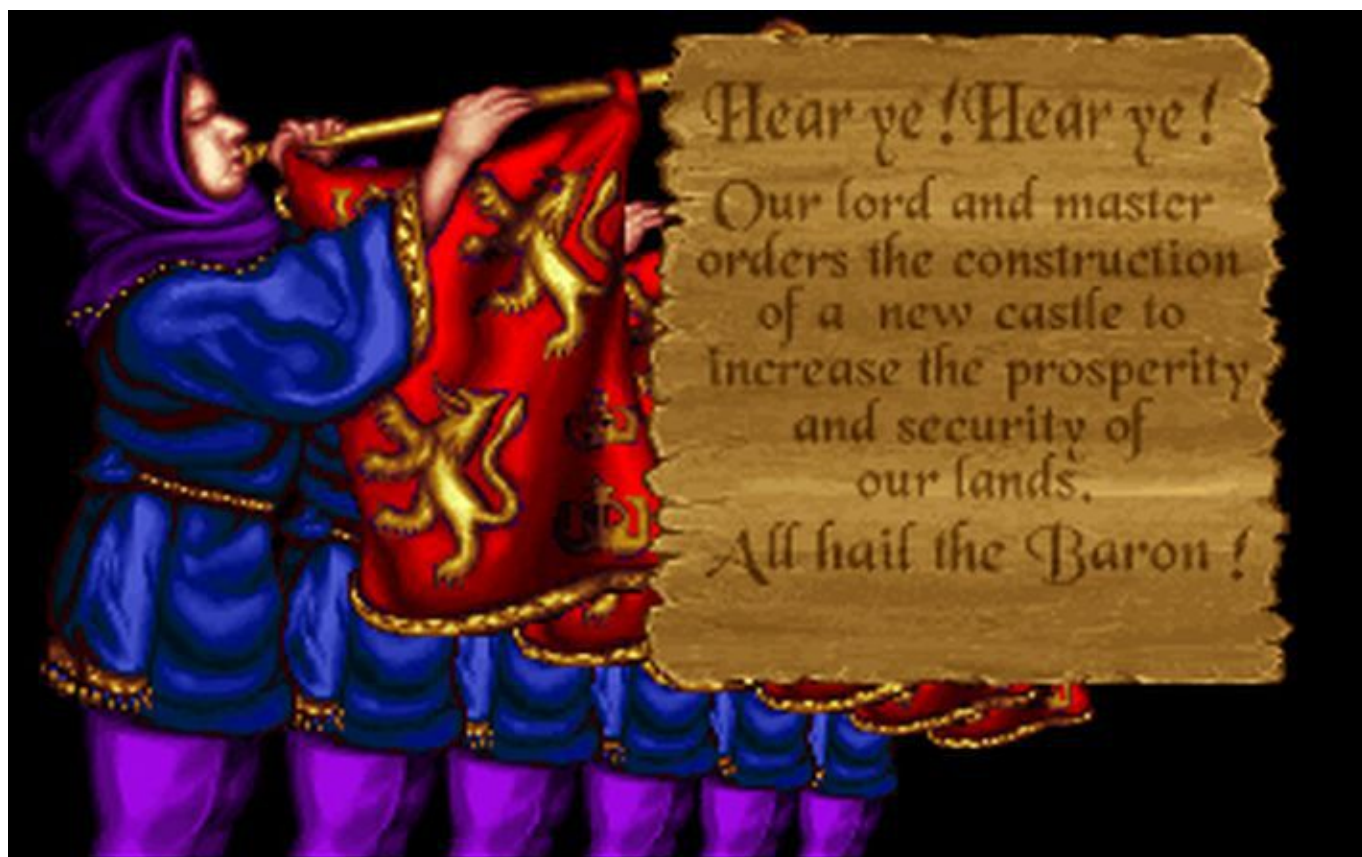 Hear ye! Hear ye!
Our lord and master
orders the construction
of a new castle to
increase the prosperity
and security of
our lands.
All hail the Baron!